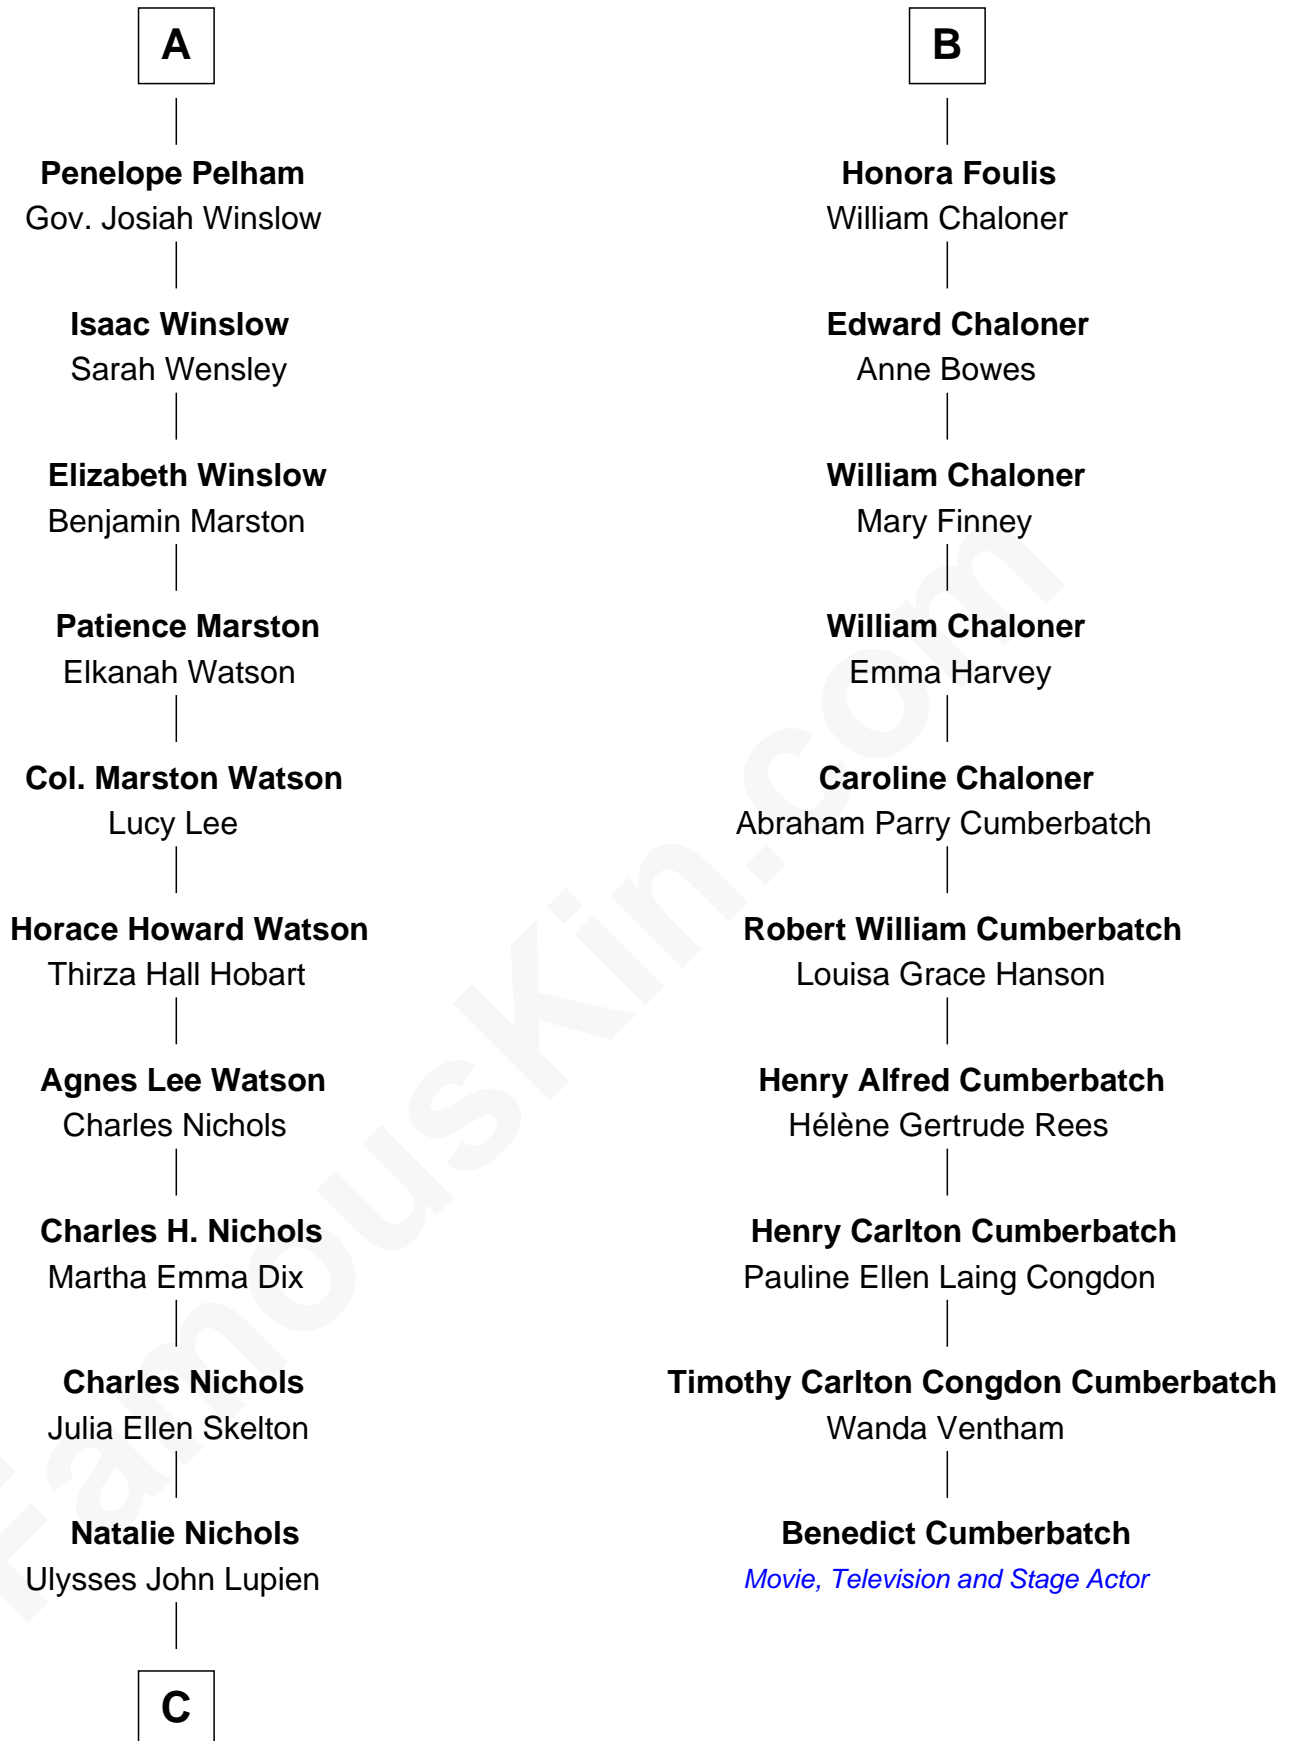 A
Penelope Pelham
Gov. Josiah Winslow
Isaac Winslow
Sarah Wensley
Elizabeth Winslow
Benjamin Marston
Patience Marston
Elkanah Watson
Col. Marston Watson
Lucy Lee
Horace Howard Watson
Thirza Hall Hobart
Agnes Lee Watson
Charles Nichols
Charles H. Nichols
Martha Emma Dix
Charles Nichols
Julia Ellen Skelton
Natalie Nichols
Ulysses John Lupien
C
B
Honora Foulis
William Chaloner
Edward Chaloner
Anne Bowes
William Chaloner
Mary Finney
William Chaloner
Emma Harvey
Caroline Chaloner
Abraham Parry Cumberbatch
Robert William Cumberbatch
Louisa Grace Hanson
Henry Alfred Cumberbatch
Hélène Gertrude Rees
Henry Carlton Cumberbatch
Pauline Ellen Laing Congdon
Timothy Carlton Congdon Cumberbatch
Wanda Ventham
Benedict Cumberbatch
Movie, Television and Stage Actor
FamousKin.com